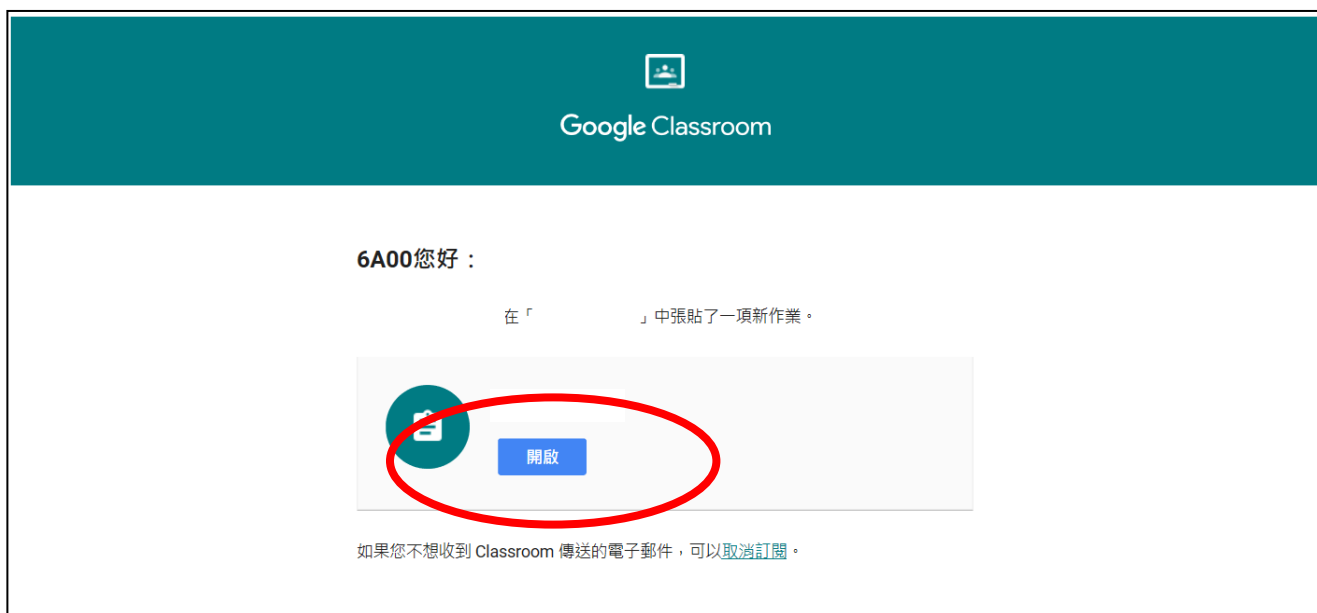 Google Classroom
6A00您好：
在「 」中張貼了一項新作業。
開啟
如果您不想收到 Classroom 傳送的電子郵件，可以取消訂閱。